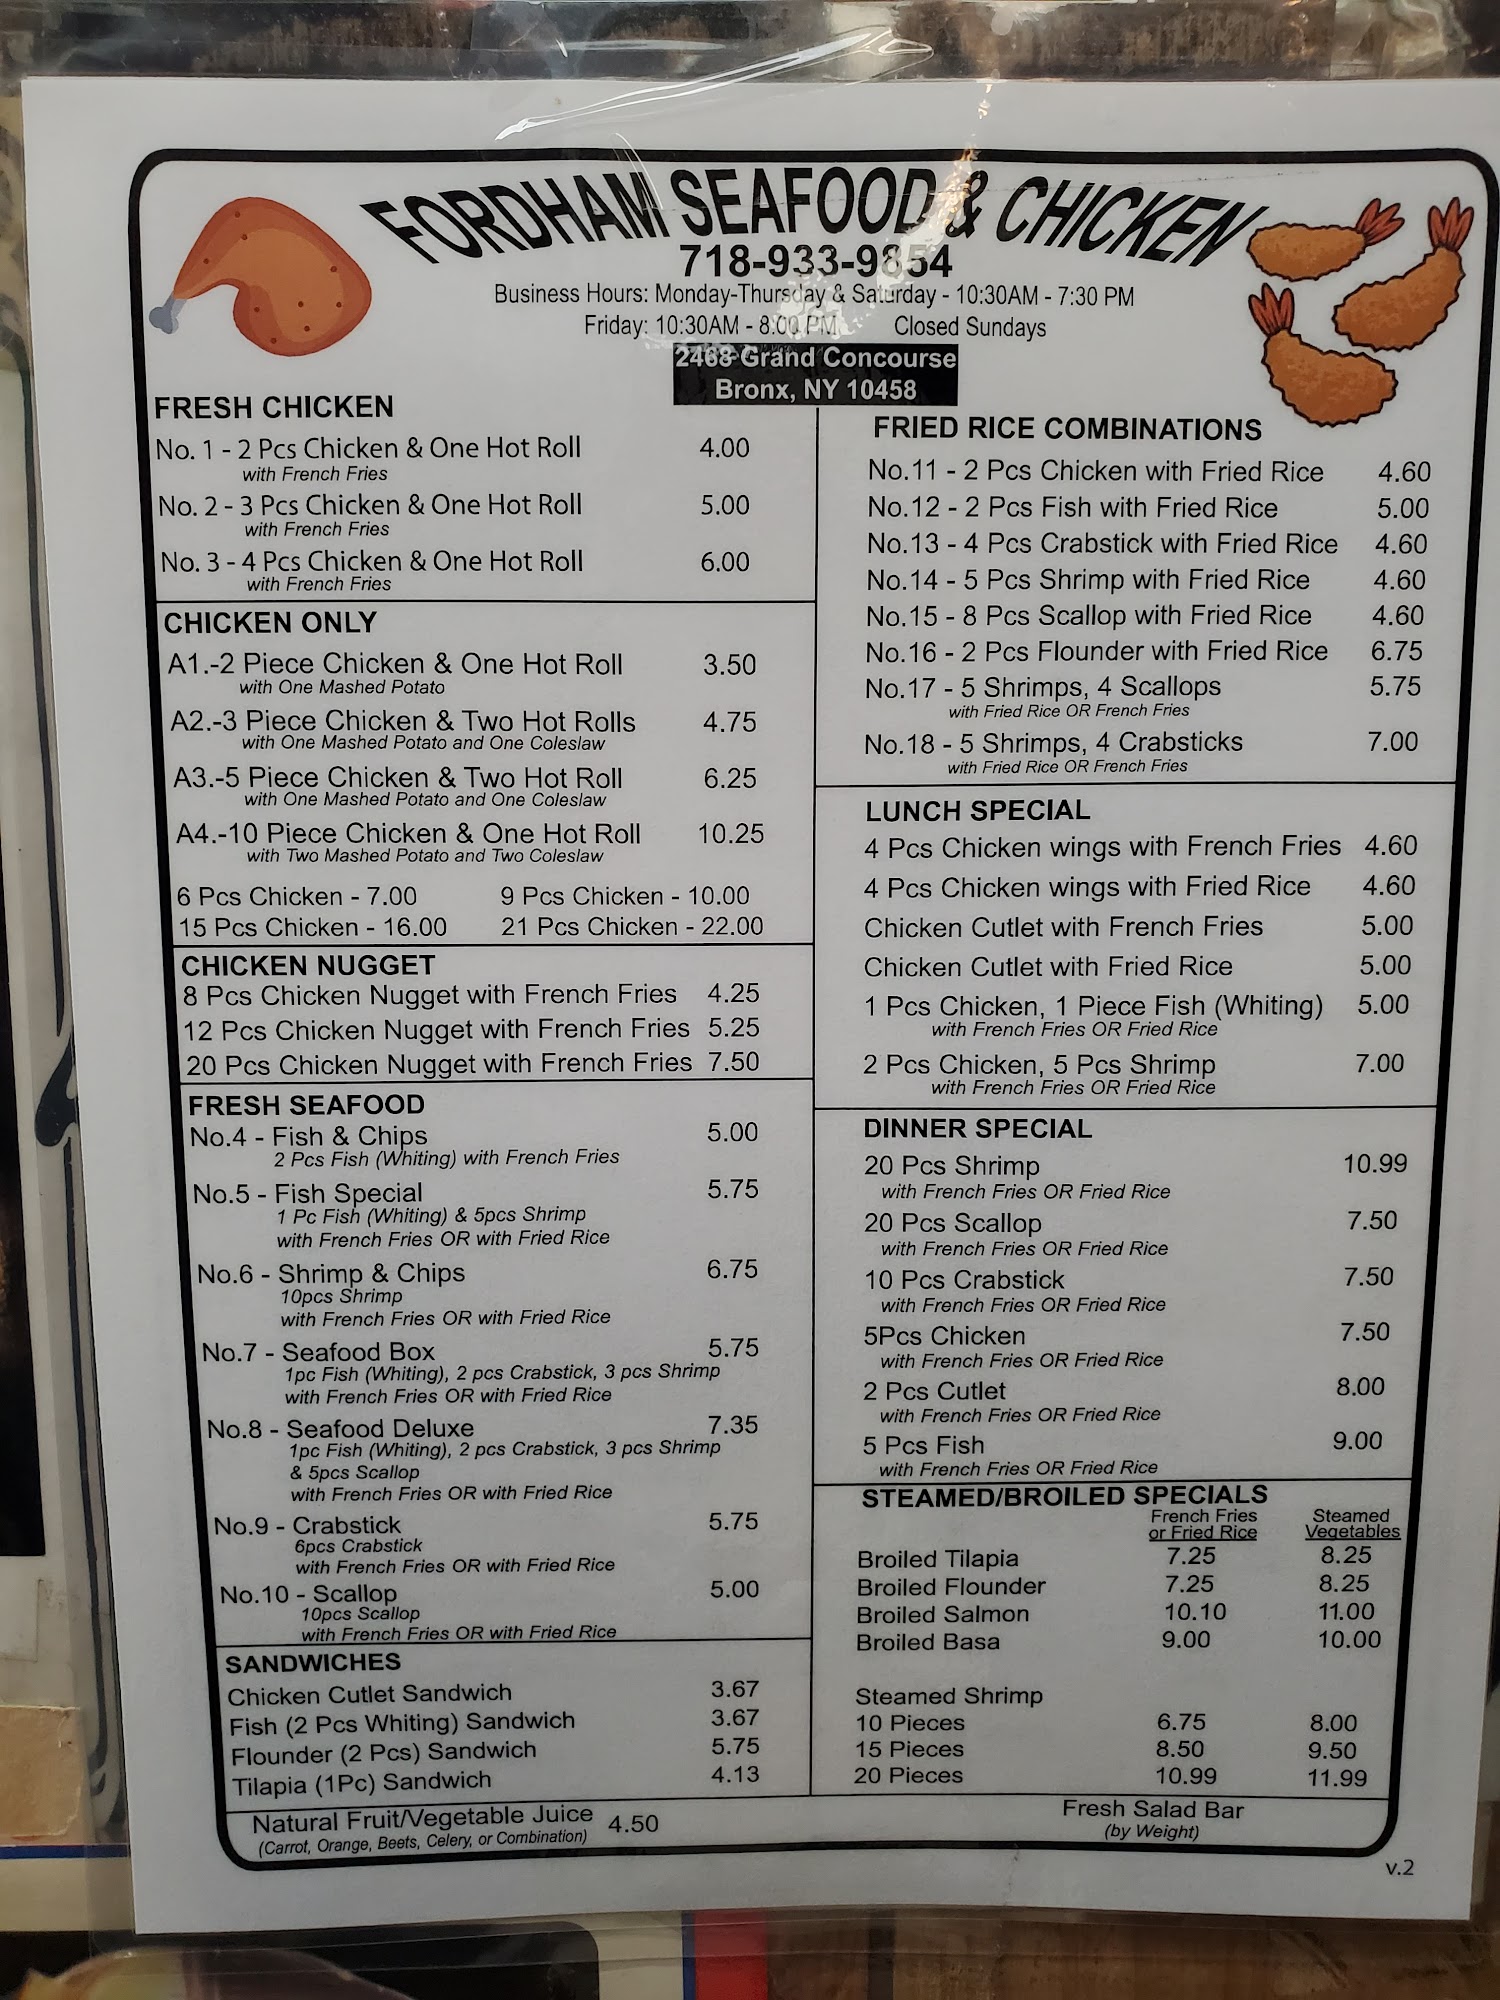 FORDHAM SEAFOOD & CHICKEN
718-933-9854
Business Hours: Monday-Thursday & Saturday - 10:30AM - 7:30 PM
Friday: 10:30AM - 8:00 PM Closed Sundays
2468 Grand Concourse
Bronx, NY 10458
FRESH CHICKEN
No. 1 - 2 Pcs Chicken & One Hot Roll 4.00
with French Fries
No. 2 - 3 Pcs Chicken & One Hot Roll 5.00
with French Fries
No. 3 - 4 Pcs Chicken & One Hot Roll 6.00
with French Fries
CHICKEN ONLY
A1.-2 Piece Chicken & One Hot Roll 3.50
with One Mashed Potato
A2.-3 Piece Chicken & Two Hot Rolls 4.75
with One Mashed Potato and One Coleslaw
A3.-5 Piece Chicken & Two Hot Roll 6.25
with One Mashed Potato and One Coleslaw
A4.-10 Piece Chicken & One Hot Roll 10.25
with Two Mashed Potato and Two Coleslaw
6 Pcs Chicken - 7.00 9 Pcs Chicken - 10.00
15 Pcs Chicken - 16.00 21 Pcs Chicken - 22.00
CHICKEN NUGGET
8 Pcs Chicken Nugget with French Fries 4.25
12 Pcs Chicken Nugget with French Fries 5.25
20 Pcs Chicken Nugget with French Fries 7.50
FRESH SEAFOOD
No.4 - Fish & Chips 5.00
2 Pcs Fish (Whiting) with French Fries
No.5 - Fish Special 5.75
1 Pc Fish (Whiting) & 5pcs Shrimp
with French Fries OR with Fried Rice
No.6 - Shrimp & Chips 6.75
10pcs Shrimp
with French Fries OR with Fried Rice
No.7 - Seafood Box 5.75
1pc Fish (Whiting), 2 pcs Crabstick, 3 pcs Shrimp
with French Fries OR with Fried Rice
No.8 - Seafood Deluxe 7.35
1pc Fish (Whiting), 2 pcs Crabstick, 3 pcs Shrimp
& 5pcs Scallop
with French Fries OR with Fried Rice
No.9 - Crabstick 5.75
6pcs Crabstick
with French Fries OR with Fried Rice
No.10 - Scallop 5.00
10pcs Scallop
with French Fries OR with Fried Rice
SANDWICHES
Chicken Cutlet Sandwich 3.67
Fish (2 Pcs Whiting) Sandwich 3.67
Flounder (2 Pcs) Sandwich 5.75
Tilapia (1Pc) Sandwich 4.13
FRIED RICE COMBINATIONS
No.11 - 2 Pcs Chicken with Fried Rice 4.60
No.12 - 2 Pcs Fish with Fried Rice 5.00
No.13 - 4 Pcs Crabstick with Fried Rice 4.60
No.14 - 5 Pcs Shrimp with Fried Rice 4.60
No.15 - 8 Pcs Scallop with Fried Rice 4.60
No.16 - 2 Pcs Flounder with Fried Rice 6.75
No.17 - 5 Shrimps, 4 Scallops 5.75
with Fried Rice OR French Fries
No.18 - 5 Shrimps, 4 Crabsticks 7.00
with Fried Rice OR French Fries
LUNCH SPECIAL
4 Pcs Chicken wings with French Fries 4.60
4 Pcs Chicken wings with Fried Rice 4.60
Chicken Cutlet with French Fries 5.00
Chicken Cutlet with Fried Rice 5.00
1 Pcs Chicken, 1 Piece Fish (Whiting) 5.00
with French Fries OR Fried Rice
2 Pcs Chicken, 5 Pcs Shrimp 7.00
with French Fries OR Fried Rice
DINNER SPECIAL
20 Pcs Shrimp 10.99
with French Fries OR Fried Rice
20 Pcs Scallop 7.50
with French Fries OR Fried Rice
10 Pcs Crabstick 7.50
with French Fries OR Fried Rice
5Pcs Chicken 7.50
with French Fries OR Fried Rice
2 Pcs Cutlet 8.00
with French Fries OR Fried Rice
5 Pcs Fish 9.00
with French Fries OR Fried Rice
STEAMED/BROILED SPECIALS
French Fries Steamed
or Fried Rice Vegetables
Broiled Tilapia 7.25 8.25
Broiled Flounder 7.25 8.25
Broiled Salmon 10.10 11.00
Broiled Basa 9.00 10.00
Steamed Shrimp
10 Pieces 6.75 8.00
15 Pieces 8.50 9.50
20 Pieces 10.99 11.99
Natural Fruit/Vegetable Juice 4.50
(Carrot, Orange, Beets, Celery, or Combination)
Fresh Salad Bar
(by Weight)
v.2